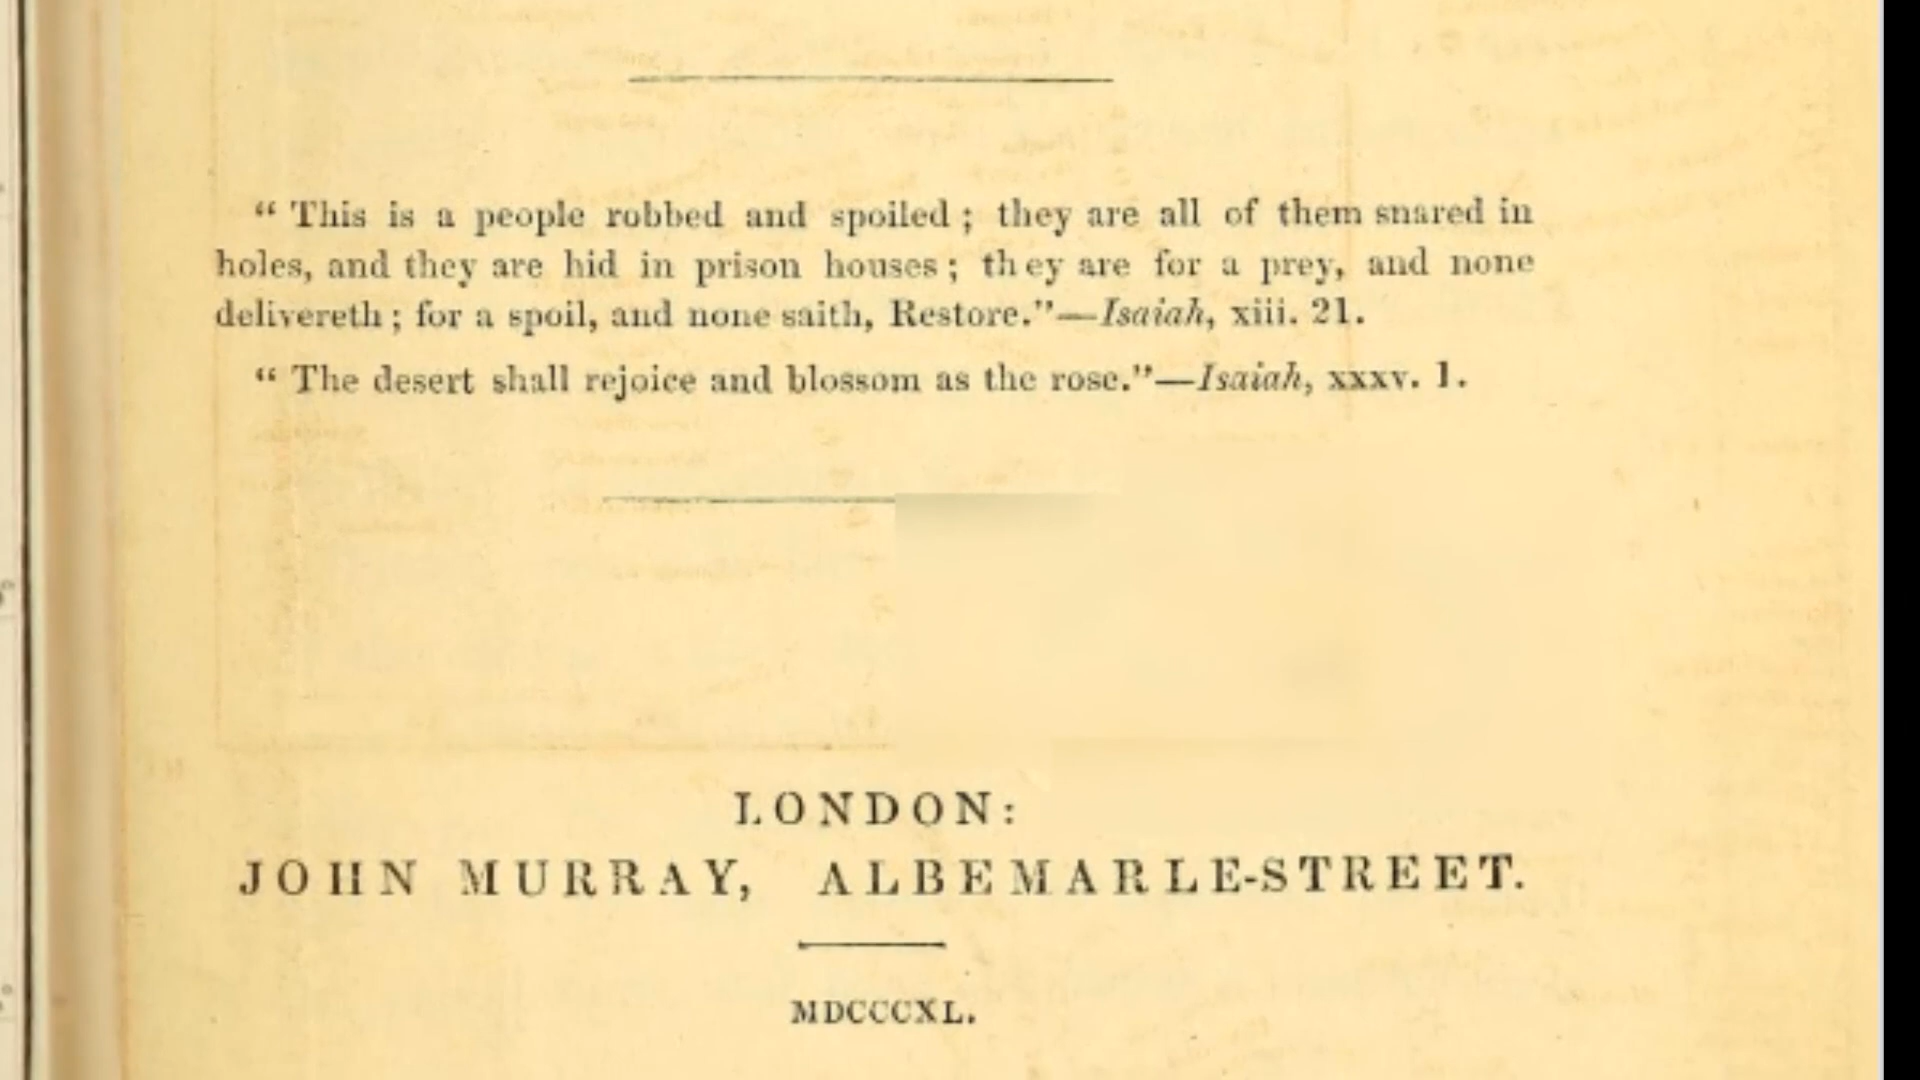 “ This is a people robbed and spoiled ; they are all of them snared in
holes, and they are hid in prison houses ; they are for a prey, and none
delivereth ; for a spoil, and none saith, Restore.”—Isaiah, xiii. 21.
“ The desert shall rejoice and blossom as the rose.”—Isaiah, xxxv. 1.
LONDON:
JOHN MURRAY, ALBEMARLE-STREET.
MDCCCXL.